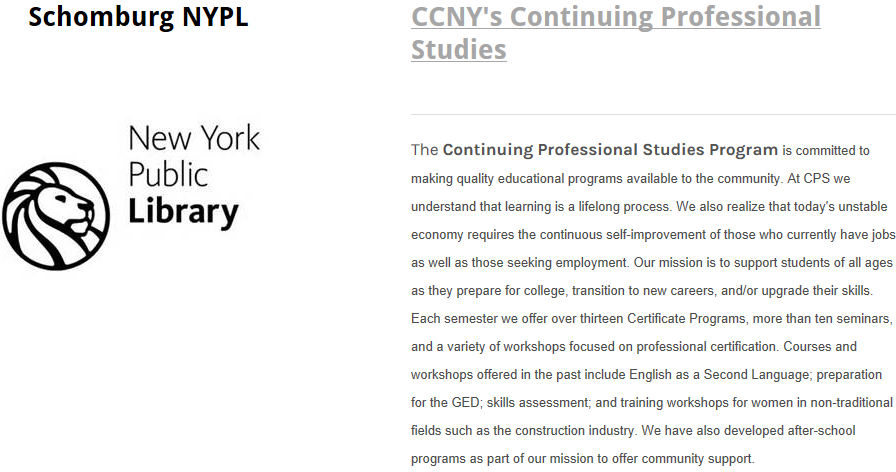 Schomburg NYPL
New York
Public
Library
CCNY's Continuing Professional
Studies
The Continuing Professional Studies Program is committed to
making quality educational programs available to the community. At CPS we
understand that learning is a lifelong process. We also realize that today's unstable
economy requires the continuous self-improvement of those who currently have jobs
as well as those seeking employment. Our mission is to support students of all ages
as they prepare for college, transition to new careers, and/or upgrade their skills.
Each semester we offer over thirteen Certificate Programs, more than ten seminars,
and a variety of workshops focused on professional certification. Courses and
workshops offered in the past include English as a Second Language; preparation
for the GED; skills assessment; and training workshops for women in non-traditional
fields such as the construction industry. We have also developed after-school
programs as part of our mission to offer community support.